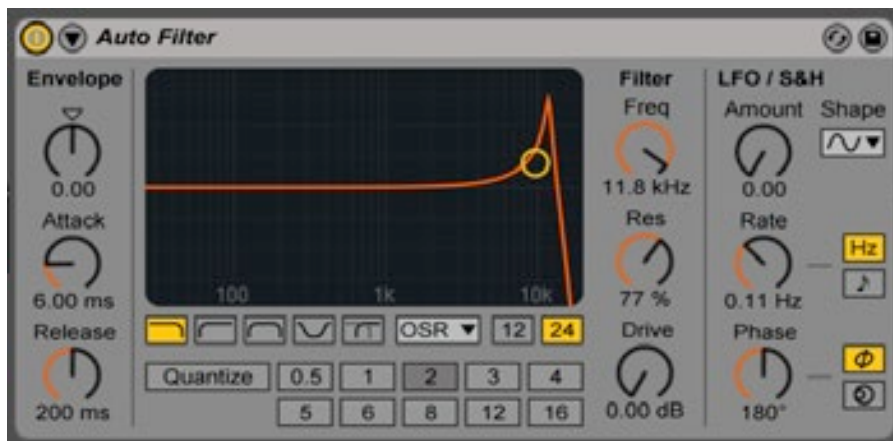 Auto Filter
Envelope
0.00
Attack
6.00 ms
Release
200 ms
100 1k 10k
OSR 12 24
Quantize 0.5 1 2 3 4
5 6 8 12 16
Filter
Freq
11.8 kHz
Res
77 %
Drive
0.00 dB
LFO / S&H
Amount Shape
0.00
Rate
Hz
0.11 Hz
Phase
180°